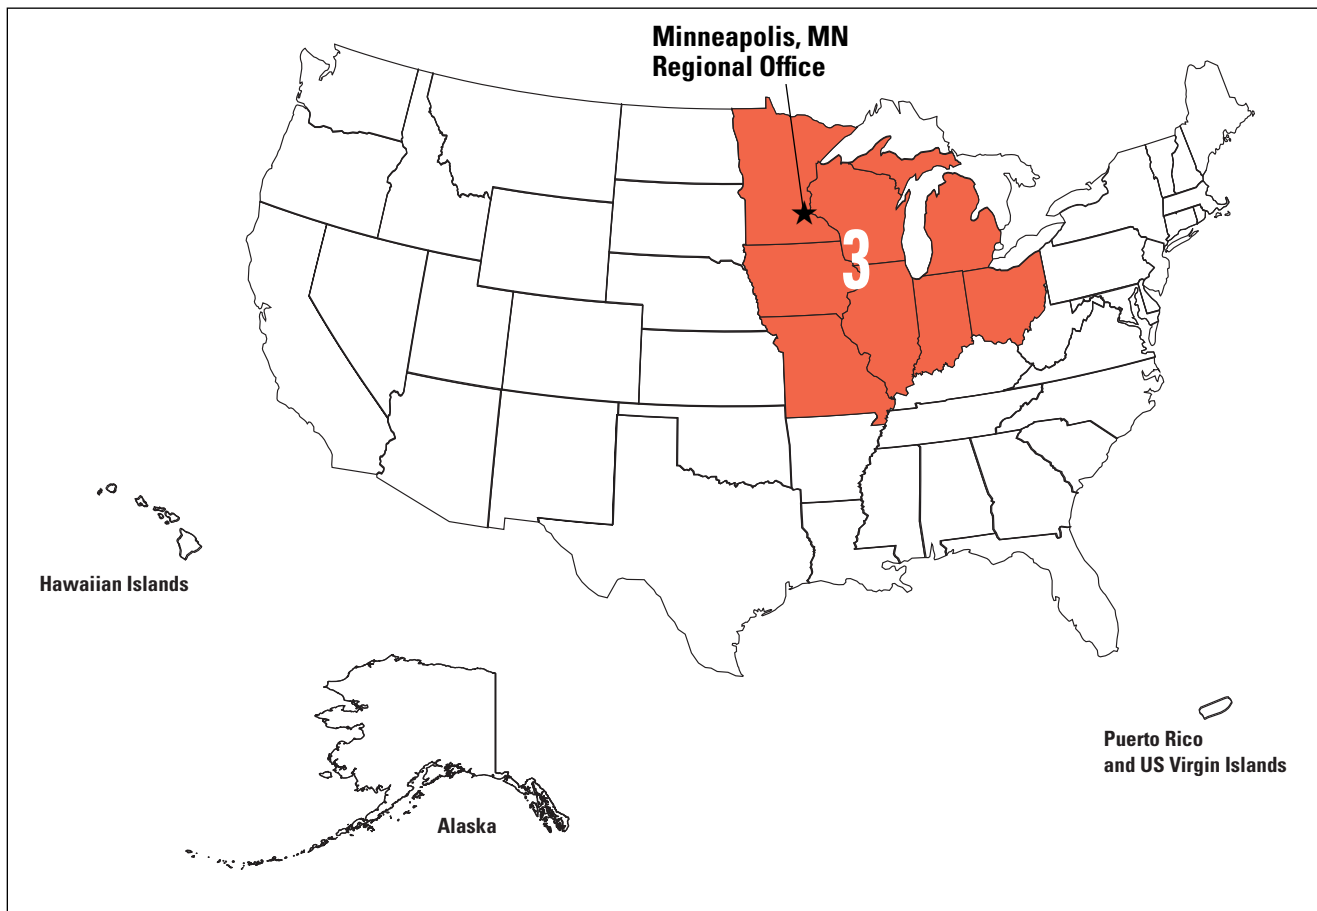 Minneapolis, MN
Regional Office
3
Hawaiian Islands
Puerto Rico
and US Virgin Islands
Alaska